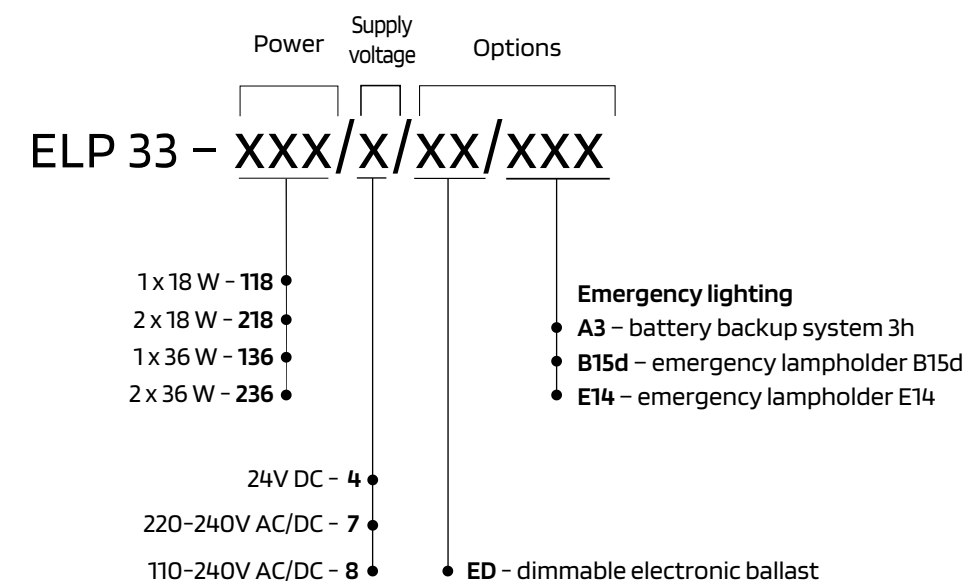 Power
Supply
voltage
Options
ELP 33 – xxx/x/xx/xxx
1 x 18 W – 118
2 x 18 W – 218
1 x 36 W – 136
2 x 36 W – 236
Emergency lighting
A3 – battery backup system 3h
B15d – emergency lampholder B15d
E14 – emergency lampholder E14
24V DC – 4
220-240V AC/DC – 7
110-240V AC/DC – 8
ED – dimmable electronic ballast